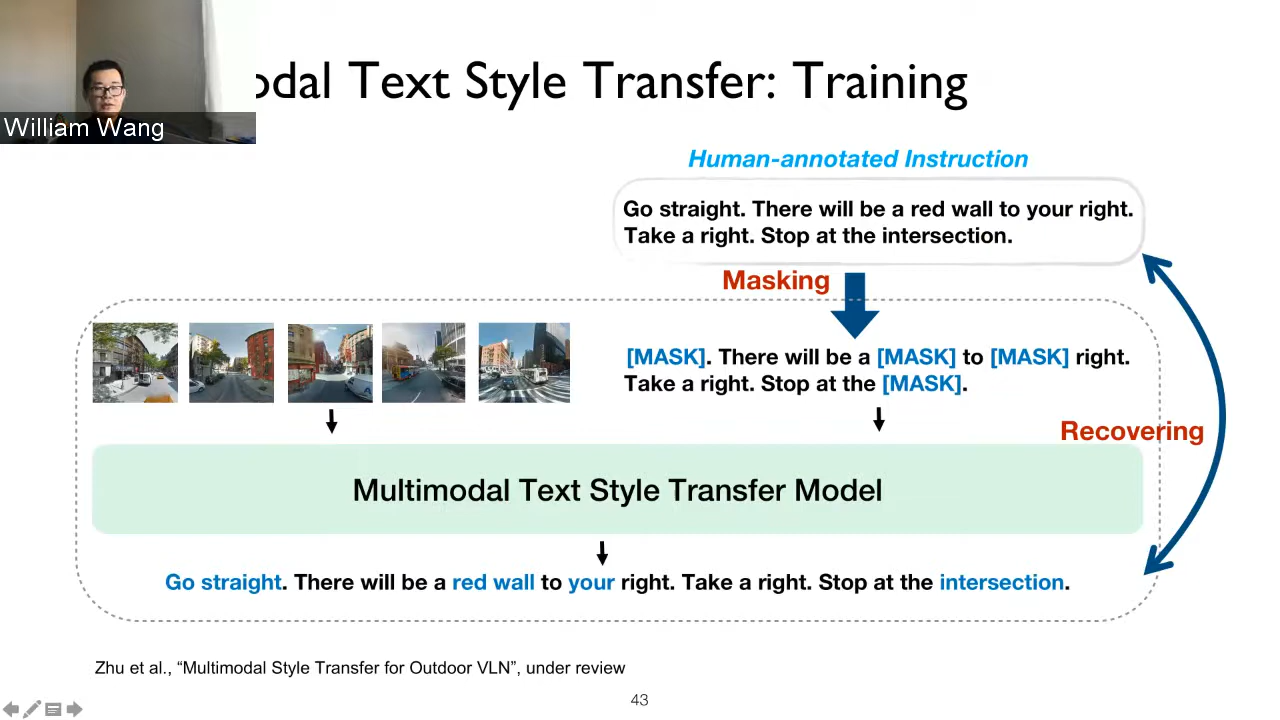 odal Text Style Transfer: Training
William Wang
Human-annotated Instruction
Go straight. There will be a red wall to your right.
Take a right. Stop at the intersection.
Masking
[MASK]. There will be a [MASK] to [MASK] right.
Take a right. Stop at the [MASK].
Recovering
Multimodal Text Style Transfer Model
Go straight. There will be a red wall to your right. Take a right. Stop at the intersection.
Zhu et al., “Multimodal Style Transfer for Outdoor VLN”, under review
43